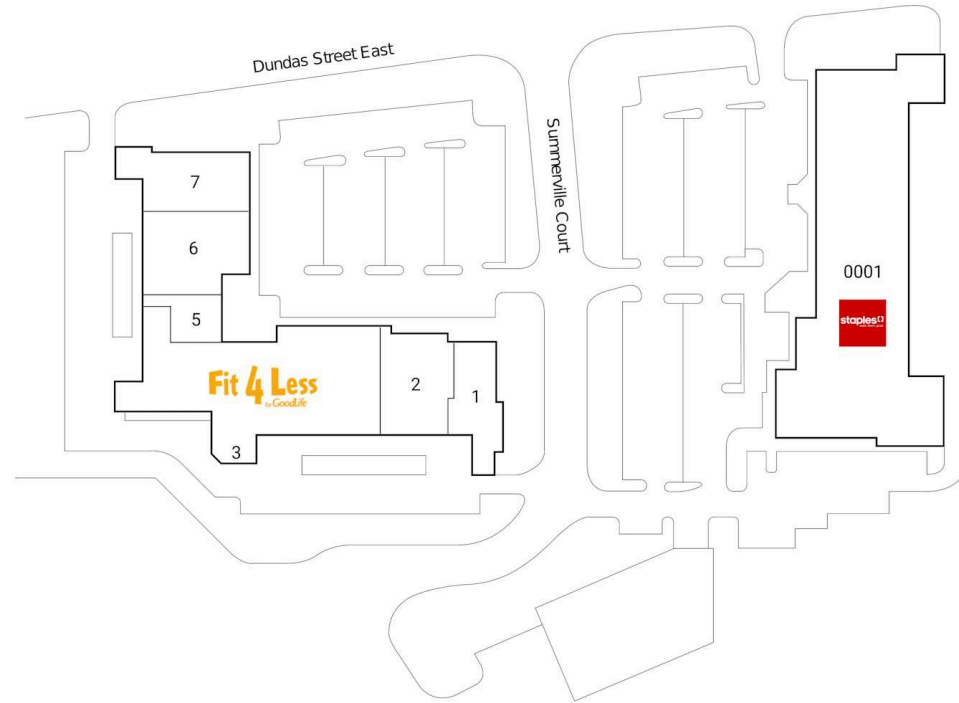 Dundas Street East
Summerville Court
7
6
5
0001
staples
Fit 4 Less
by GoodLife
2
1
3